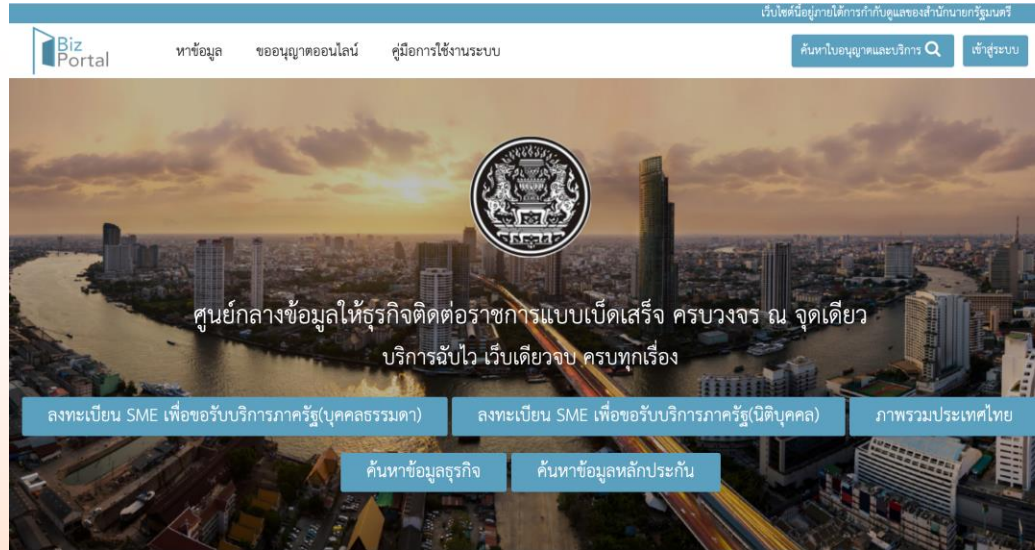 เว็บไซต์นี้อยู่ภายใต้การกำกับดูแลของสำนักนายกรัฐมนตรี
Biz
Portal
หาข้อมูล ขออนุญาตออนไลน์ คู่มือการใช้งานระบบ ค้นหาใบอนุญาตและบริการ เข้าสู่ระบบ
ศูนย์กลางข้อมูลให้ธุรกิจติดต่อราชการแบบเบ็ดเสร็จ ครบวงจร ณ จุดเดียว
บริการฉับไว เว็บเดียวจบ ครบทุกเรื่อง
ลงทะเบียน SME เพื่อขอรับบริการภาครัฐ(บุคคลธรรมดา) ลงทะเบียน SME เพื่อขอรับบริการภาครัฐ(นิติบุคคล) ภาพรวมประเทศไทย
ค้นหาข้อมูลธุรกิจ ค้นหาข้อมูลหลักประกัน